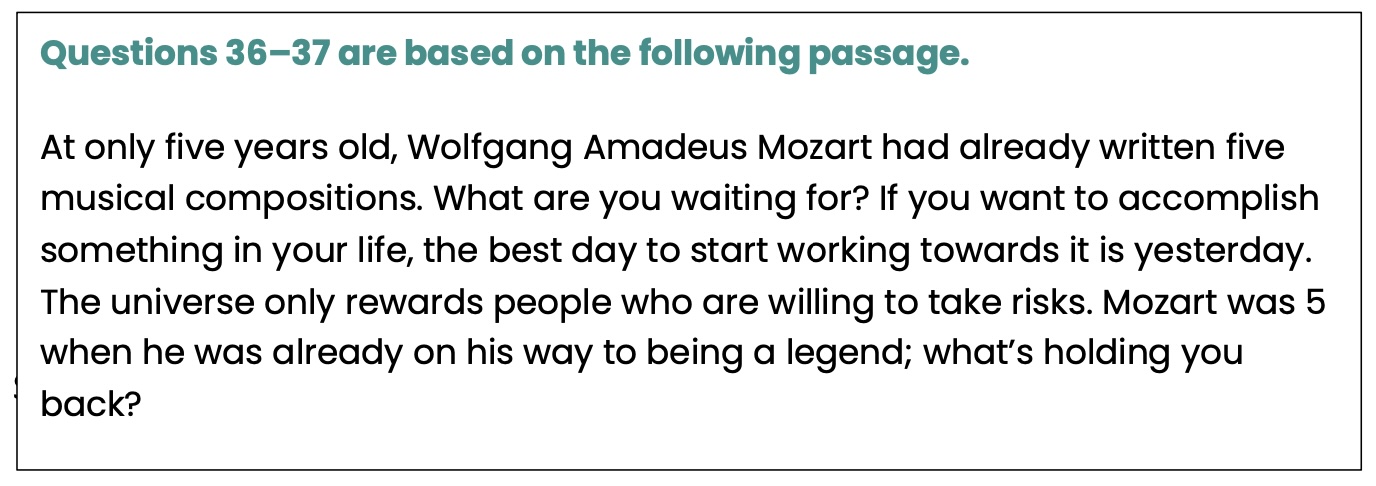 Questions 36–37 are based on the following passage.
At only five years old, Wolfgang Amadeus Mozart had already written five
musical compositions. What are you waiting for? If you want to accomplish
something in your life, the best day to start working towards it is yesterday.
The universe only rewards people who are willing to take risks. Mozart was 5
when he was already on his way to being a legend; what’s holding you
back?